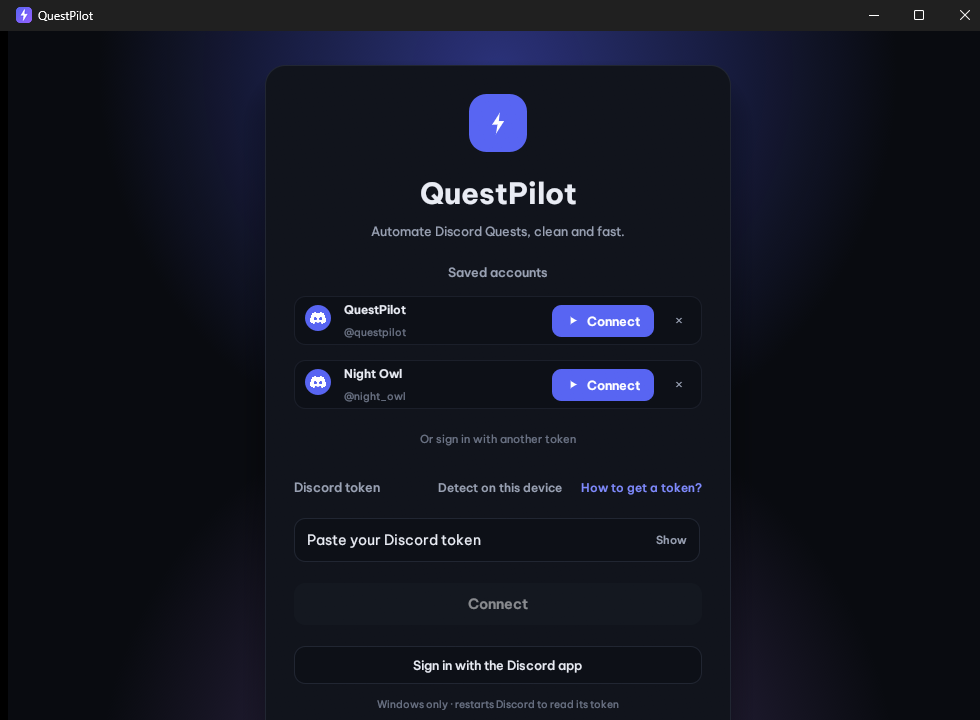 QuestPilot
QuestPilot
Automate Discord Quests, clean and fast.
Saved accounts
QuestPilot
@questpilot
Connect
×
Night Owl
@night_owl
Connect
×
Or sign in with another token
Discord token Detect on this device How to get a token?
Paste your Discord token Show
Connect
Sign in with the Discord app
Windows only · restarts Discord to read its token